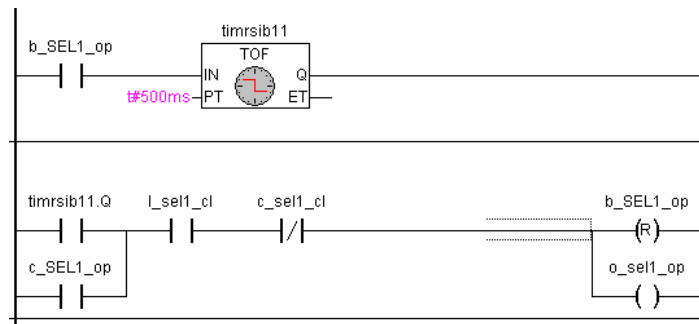 timrsib11
b_SEL1_op
TOF
IN Q
t#500ms PT ET
timrsib11.Q l_sel1_cl c_sel1_cl b_SEL1_op
R
c_SEL1_op o_sel1_op